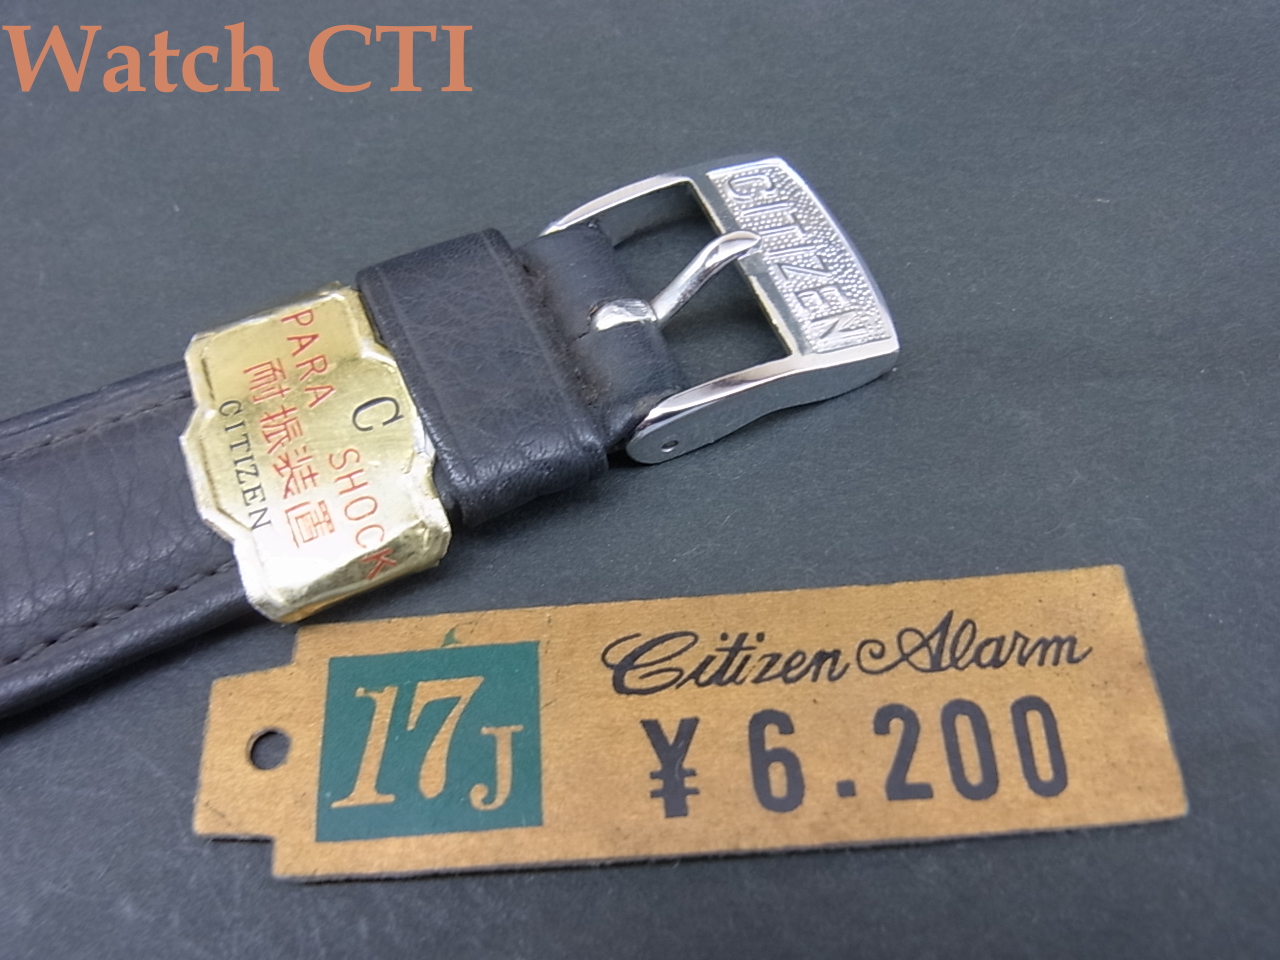 Watch CTI
CITIZEN
PARA C SHOCK
耐振装置
CITIZEN
17J
Citizen Alarm
¥ 6.200